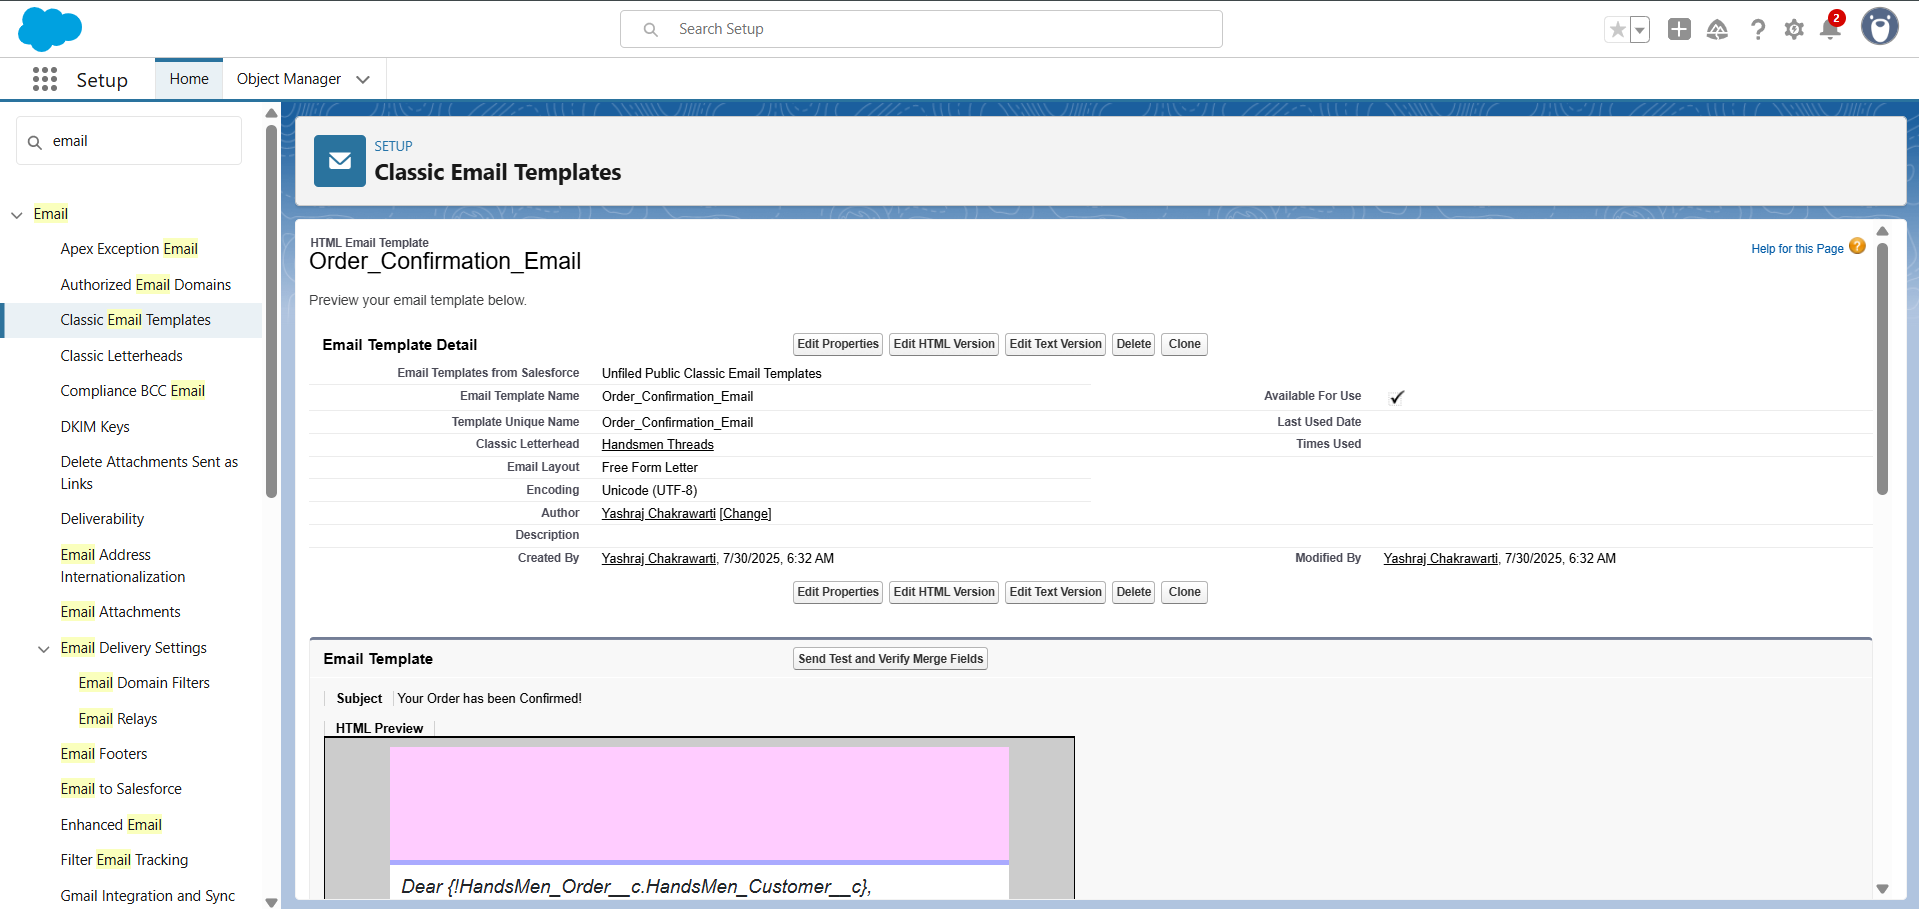 Search Setup
2
Setup
Home
Object Manager
email
Email
Apex Exception Email
Authorized Email Domains
Classic Email Templates
Classic Letterheads
Compliance BCC Email
DKIM Keys
Delete Attachments Sent as
Links
Deliverability
Email Address
Internationalization
Email Attachments
Email Delivery Settings
Email Domain Filters
Email Relays
Email Footers
Email to Salesforce
Enhanced Email
Filter Email Tracking
Gmail Integration and Sync
SETUP
Classic Email Templates
HTML Email Template
Order_Confirmation_Email
Help for this Page ?
Preview your email template below.
Email Template Detail Edit Properties Edit HTML Version Edit Text Version Delete Clone
Email Templates from Salesforce Unfiled Public Classic Email Templates
Email Template Name Order_Confirmation_Email Available For Use
Template Unique Name Order_Confirmation_Email Last Used Date
Classic Letterhead Handsmen Threads Times Used
Email Layout Free Form Letter
Encoding Unicode (UTF-8)
Author Yashraj Chakrawarti [Change]
Description
Created By Yashraj Chakrawarti, 7/30/2025, 6:32 AM Modified By Yashraj Chakrawarti, 7/30/2025, 6:32 AM
Edit Properties Edit HTML Version Edit Text Version Delete Clone
Email Template Send Test and Verify Merge Fields
Subject Your Order has been Confirmed!
HTML Preview
Dear {!HandsMen_Order__c.HandsMen_Customer__c},